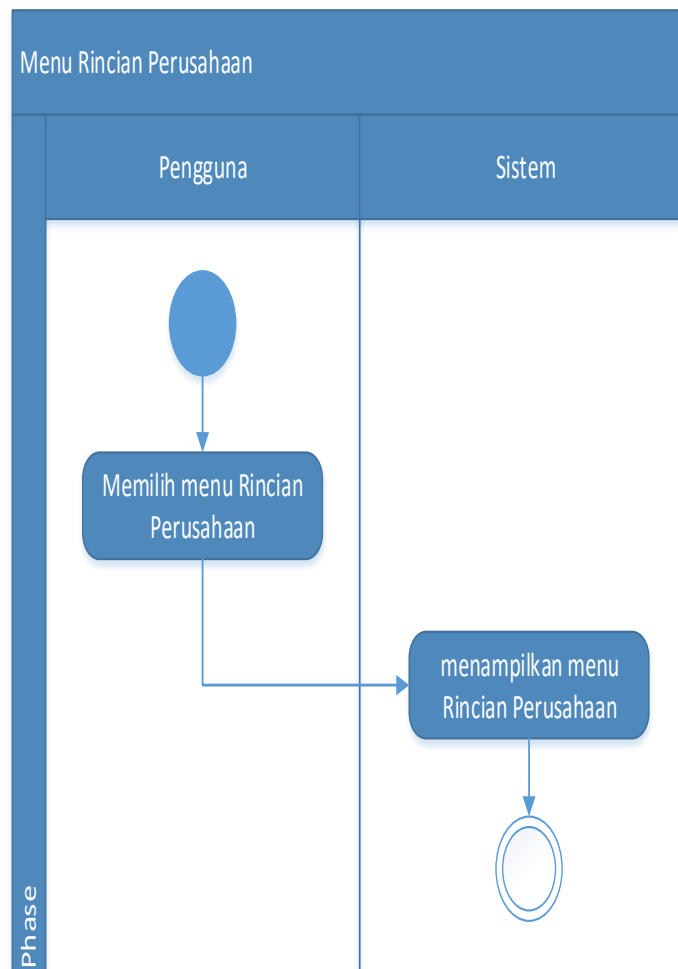 Menu Rincian Perusahaan
Pengguna
Sistem
Memilih menu Rincian
Perusahaan
menampilkan menu
Rincian Perusahaan
Phase